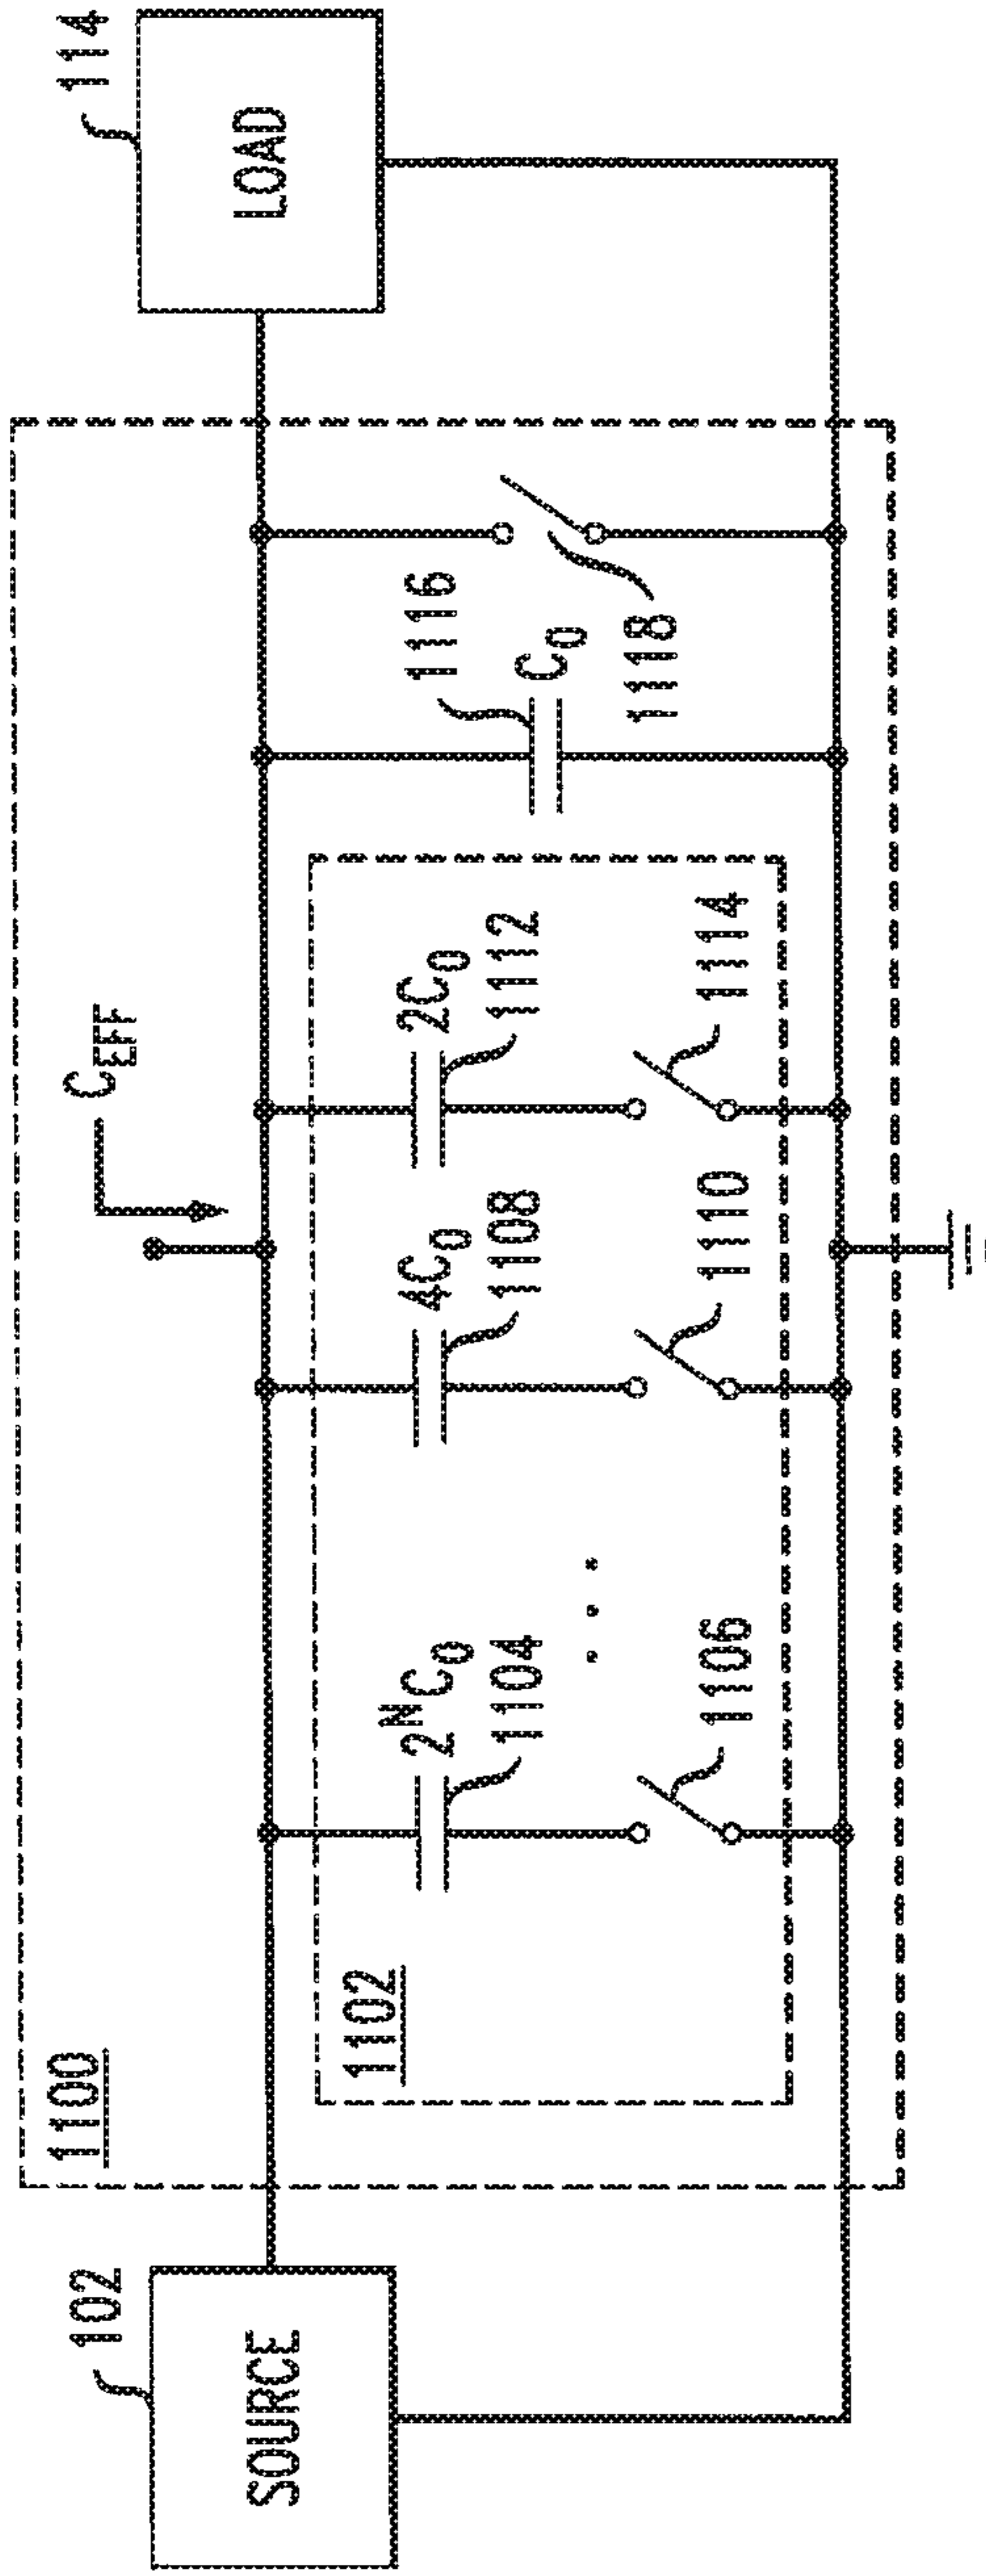 1100
102
SOURCE
C_EFF
114
LOAD
1102
2^N C_0
1104
4C_0
1108
2C_0
1112
1116
C_0
1106
. . .
1110
1114
1118